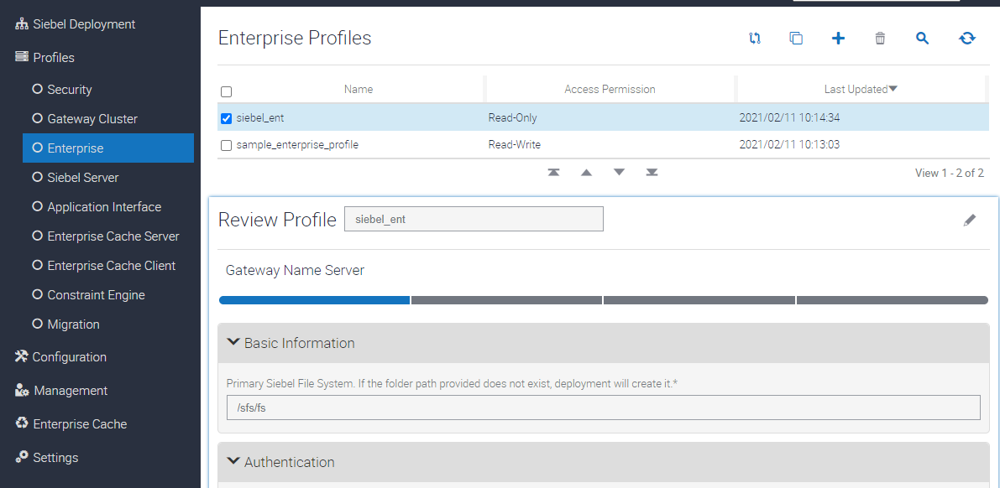 Siebel Deployment
Profiles
Security
Gateway Cluster
Enterprise
Siebel Server
Application Interface
Enterprise Cache Server
Enterprise Cache Client
Constraint Engine
Migration
Configuration
Management
Enterprise Cache
Settings
Enterprise Profiles
Name Access Permission Last Updated
siebel_ent Read-Only 2021/02/11 10:14:34
sample_enterprise_profile Read-Write 2021/02/11 10:13:03
View 1 - 2 of 2
Review Profile siebel_ent
Gateway Name Server
Basic Information
Primary Siebel File System. If the folder path provided does not exist, deployment will create it.*
/sfs/fs
Authentication